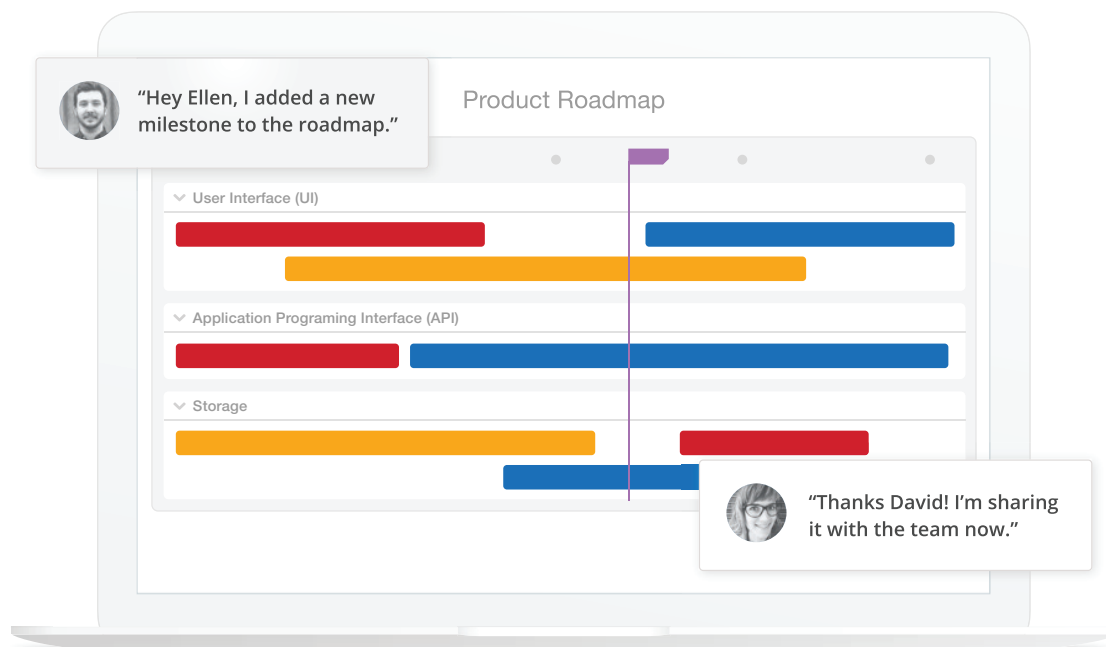 “Hey Ellen, I added a new
milestone to the roadmap.”
Product Roadmap
User Interface (UI)
Application Programing Interface (API)
Storage
“Thanks David! I’m sharing
it with the team now.”